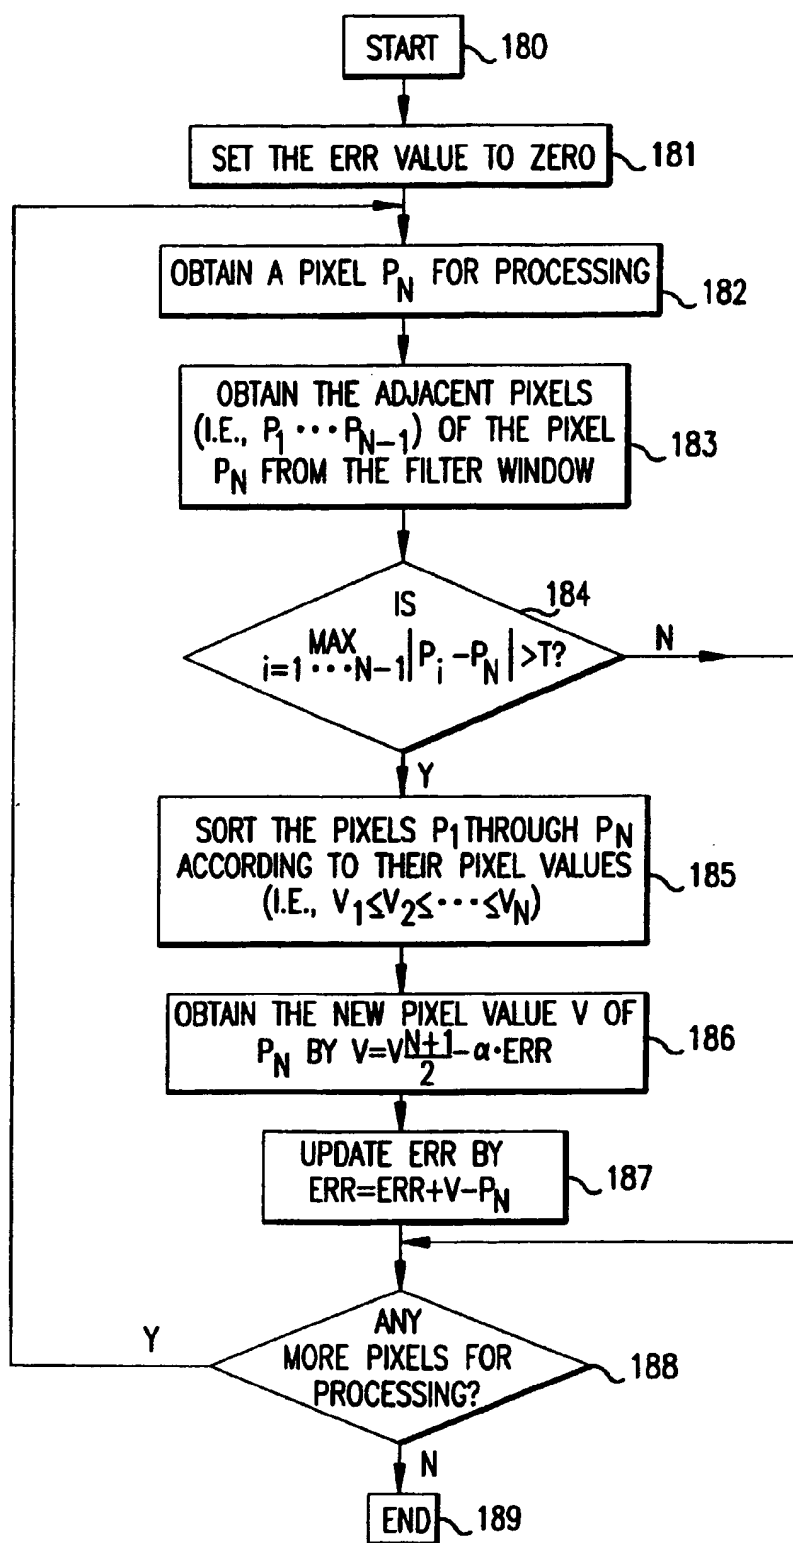 START 180
SET THE ERR VALUE TO ZERO 181
OBTAIN A PIXEL P_N FOR PROCESSING 182
OBTAIN THE ADJACENT PIXELS
(I.E., P_1 ··· P_{N-1}) OF THE PIXEL
P_N FROM THE FILTER WINDOW 183
IS 184
MAX
i=1 ··· N-1 |P_i - P_N| >T? N
Y
SORT THE PIXELS P_1 THROUGH P_N
ACCORDING TO THEIR PIXEL VALUES
(I.E., V_1≤V_2≤ ··· ≤V_N) 185
OBTAIN THE NEW PIXEL VALUE V OF
P_N BY V=V\frac{N+1}{2}-α·ERR 186
UPDATE ERR BY
ERR=ERR+V-P_N 187
Y
ANY
MORE PIXELS FOR
PROCESSING? 188
N
END 189